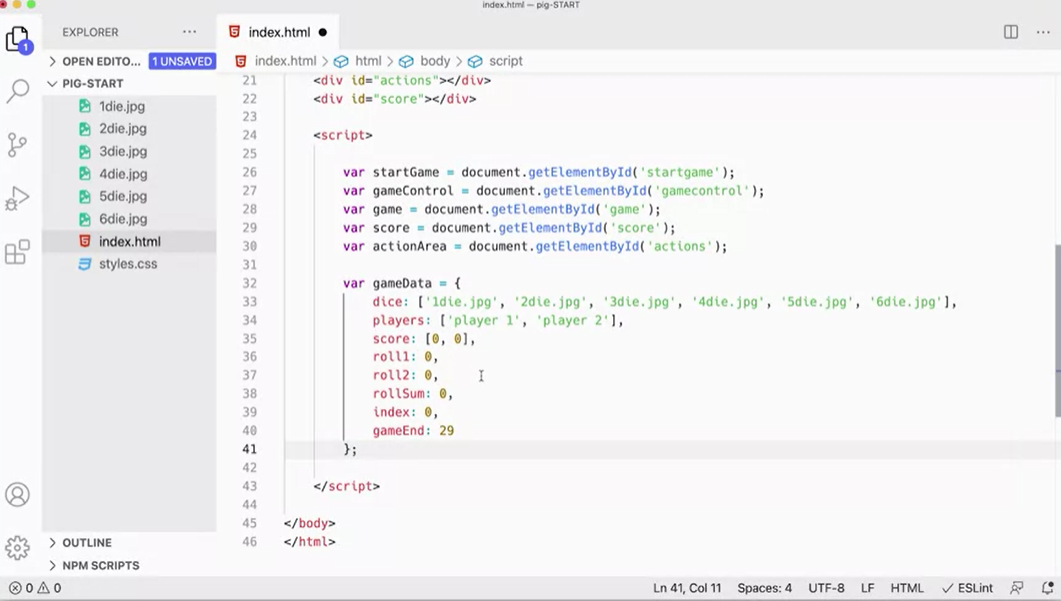 index.html — pig-START
EXPLORER ···
index.html ● ···
OPEN EDITO... 1 UNSAVED
index.html > html > body > script
PIG-START
1die.jpg
2die.jpg
3die.jpg
4die.jpg
5die.jpg
6die.jpg
index.html
styles.css
OUTLINE
NPM SCRIPTS
1
21 <div id="actions"></div>
22 <div id="score"></div>
23
24 <script>
25
26 var startGame = document.getElementById('startgame');
27 var gameControl = document.getElementById('gamecontrol');
28 var game = document.getElementById('game');
29 var score = document.getElementById('score');
30 var actionArea = document.getElementById('actions');
31
32 var gameData = {
33 dice: ['1die.jpg', '2die.jpg', '3die.jpg', '4die.jpg', '5die.jpg', '6die.jpg'],
34 players: ['player 1', 'player 2'],
35 score: [0, 0],
36 roll1: 0,
37 roll2: 0,
38 rollSum: 0,
39 index: 0,
40 gameEnd: 29
41 };
42
43 </script>
44
45 </body>
46 </html>
0 0 Ln 41, Col 11 Spaces: 4 UTF-8 LF HTML ESLint